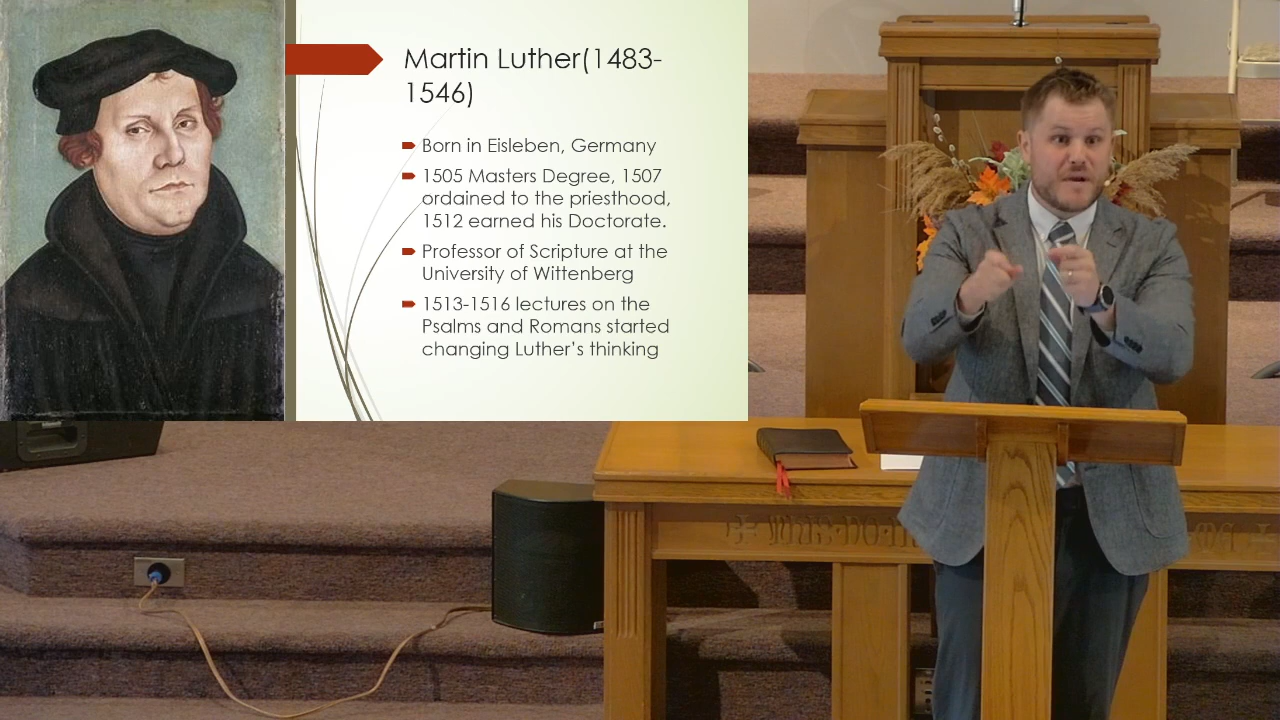 Martin Luther(1483-
1546)
Born in Eisleben, Germany
1505 Masters Degree, 1507
ordained to the priesthood,
1512 earned his Doctorate.
Professor of Scripture at the
University of Wittenberg
1513-1516 lectures on the
Psalms and Romans started
changing Luther's thinking
THIS·DO